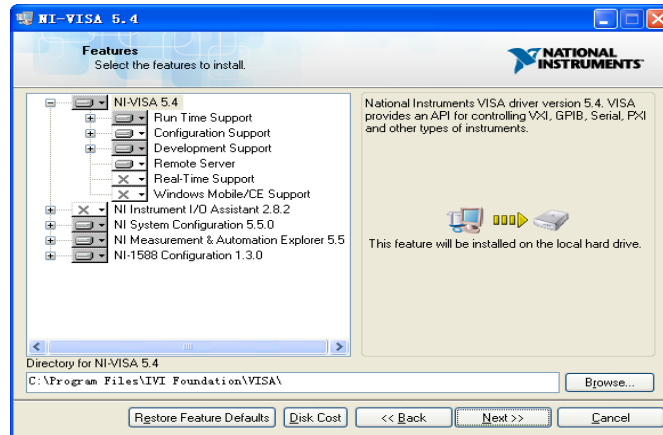 NI-VISA 5.4
Features
Select the features to install.
NATIONAL
INSTRUMENTS
NI-VISA 5.4
Run Time Support
Configuration Support
Development Support
Remote Server
Real-Time Support
Windows Mobile/CE Support
NI Instrument I/O Assistant 2.8.2
NI System Configuration 5.5.0
NI Measurement & Automation Explorer 5.5
NI-1588 Configuration 1.3.0
National Instruments VISA driver version 5.4. VISA
provides an API for controlling VXI, GPIB, Serial, PXI
and other types of instruments.
This feature will be installed on the local hard drive.
Directory for NI-VISA 5.4
C:\Program Files\IVI Foundation\VISA\
Browse...
Restore Feature Defaults
Disk Cost
<< Back
Next >>
Cancel